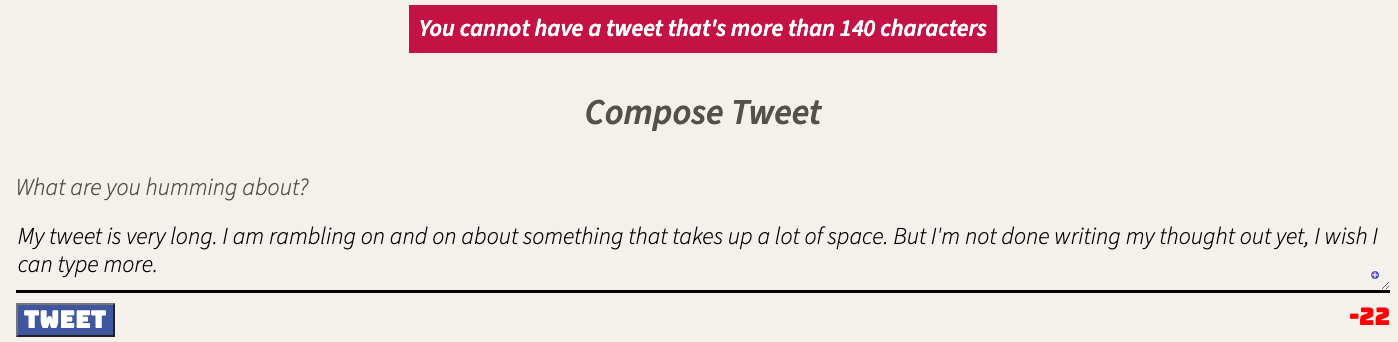 You cannot have a tweet that's more than 140 characters
Compose Tweet
What are you humming about?
My tweet is very long. I am rambling on and on about something that takes up a lot of space. But I'm not done writing my thought out yet, I wish I
can type more.
TWEET
-22